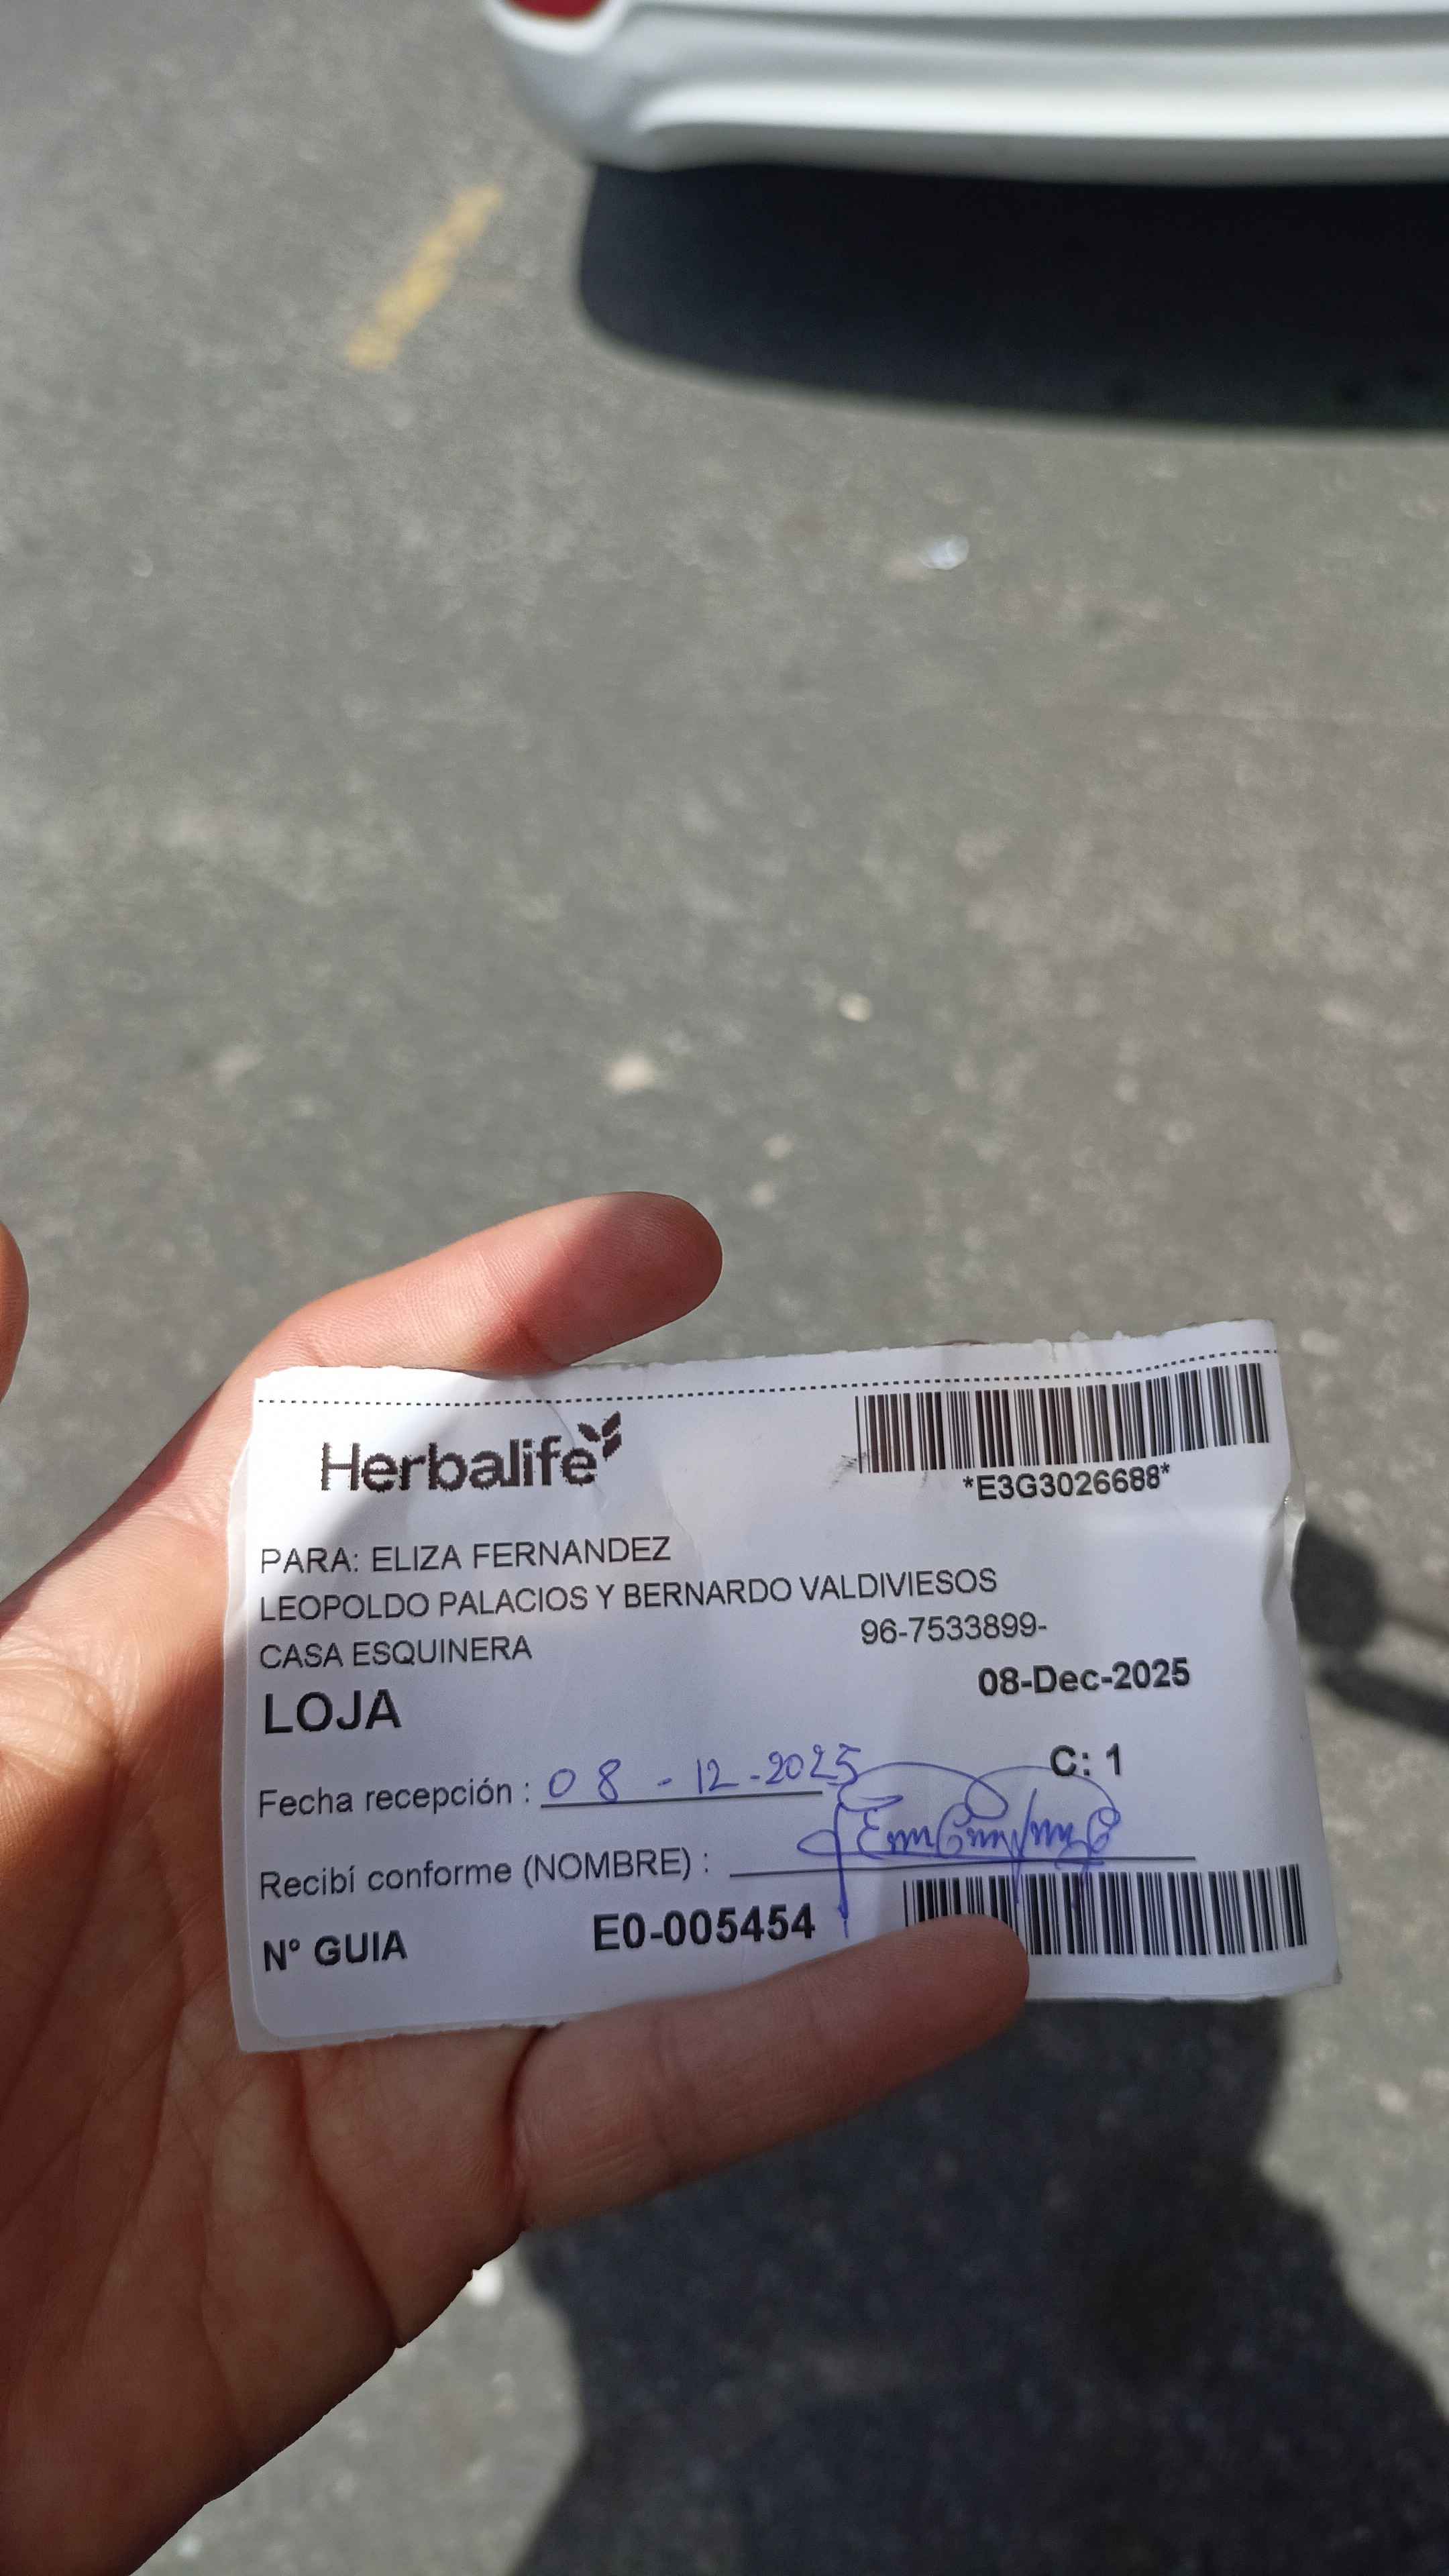 Herbalife
*E3G3026688*
PARA: ELIZA FERNANDEZ
LEOPOLDO PALACIOS Y BERNARDO VALDIVIESOS
CASA ESQUINERA 96-7533899-
LOJA 08-Dec-2025
C: 1
Fecha recepción : 08 - 12 - 2025
Recibí conforme (NOMBRE) :
Nº GUIA E0-005454